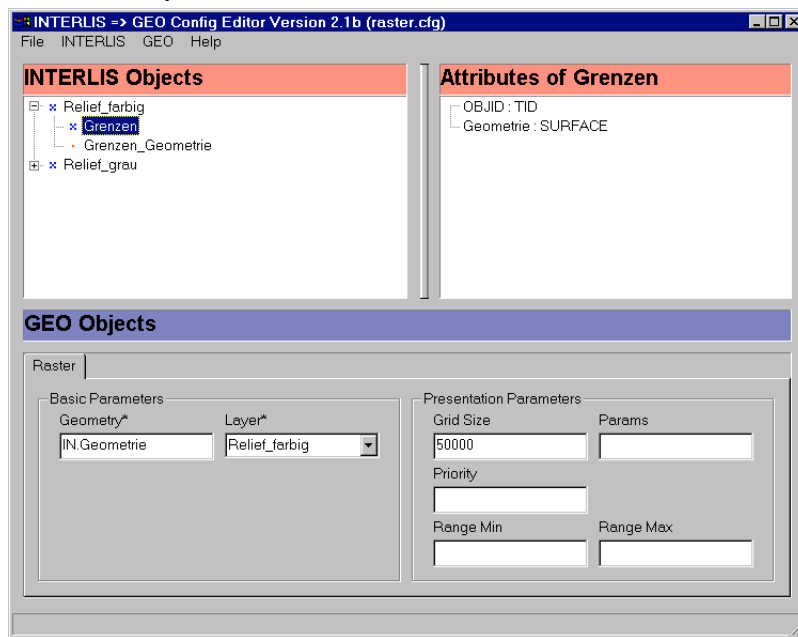 INTERLIS => GEO Config Editor Version 2.1b (raster.cfg)
File INTERLIS GEO Help
INTERLIS Objects
Relief_farbig
Grenzen
Grenzen_Geometrie
Relief_grau
Attributes of Grenzen
OBJID : TID
Geometrie : SURFACE
GEO Objects
Raster
Basic Parameters
Geometry* Layer*
IN.Geometrie Relief_farbig
Presentation Parameters
Grid Size Params
50000
Priority
Range Min Range Max